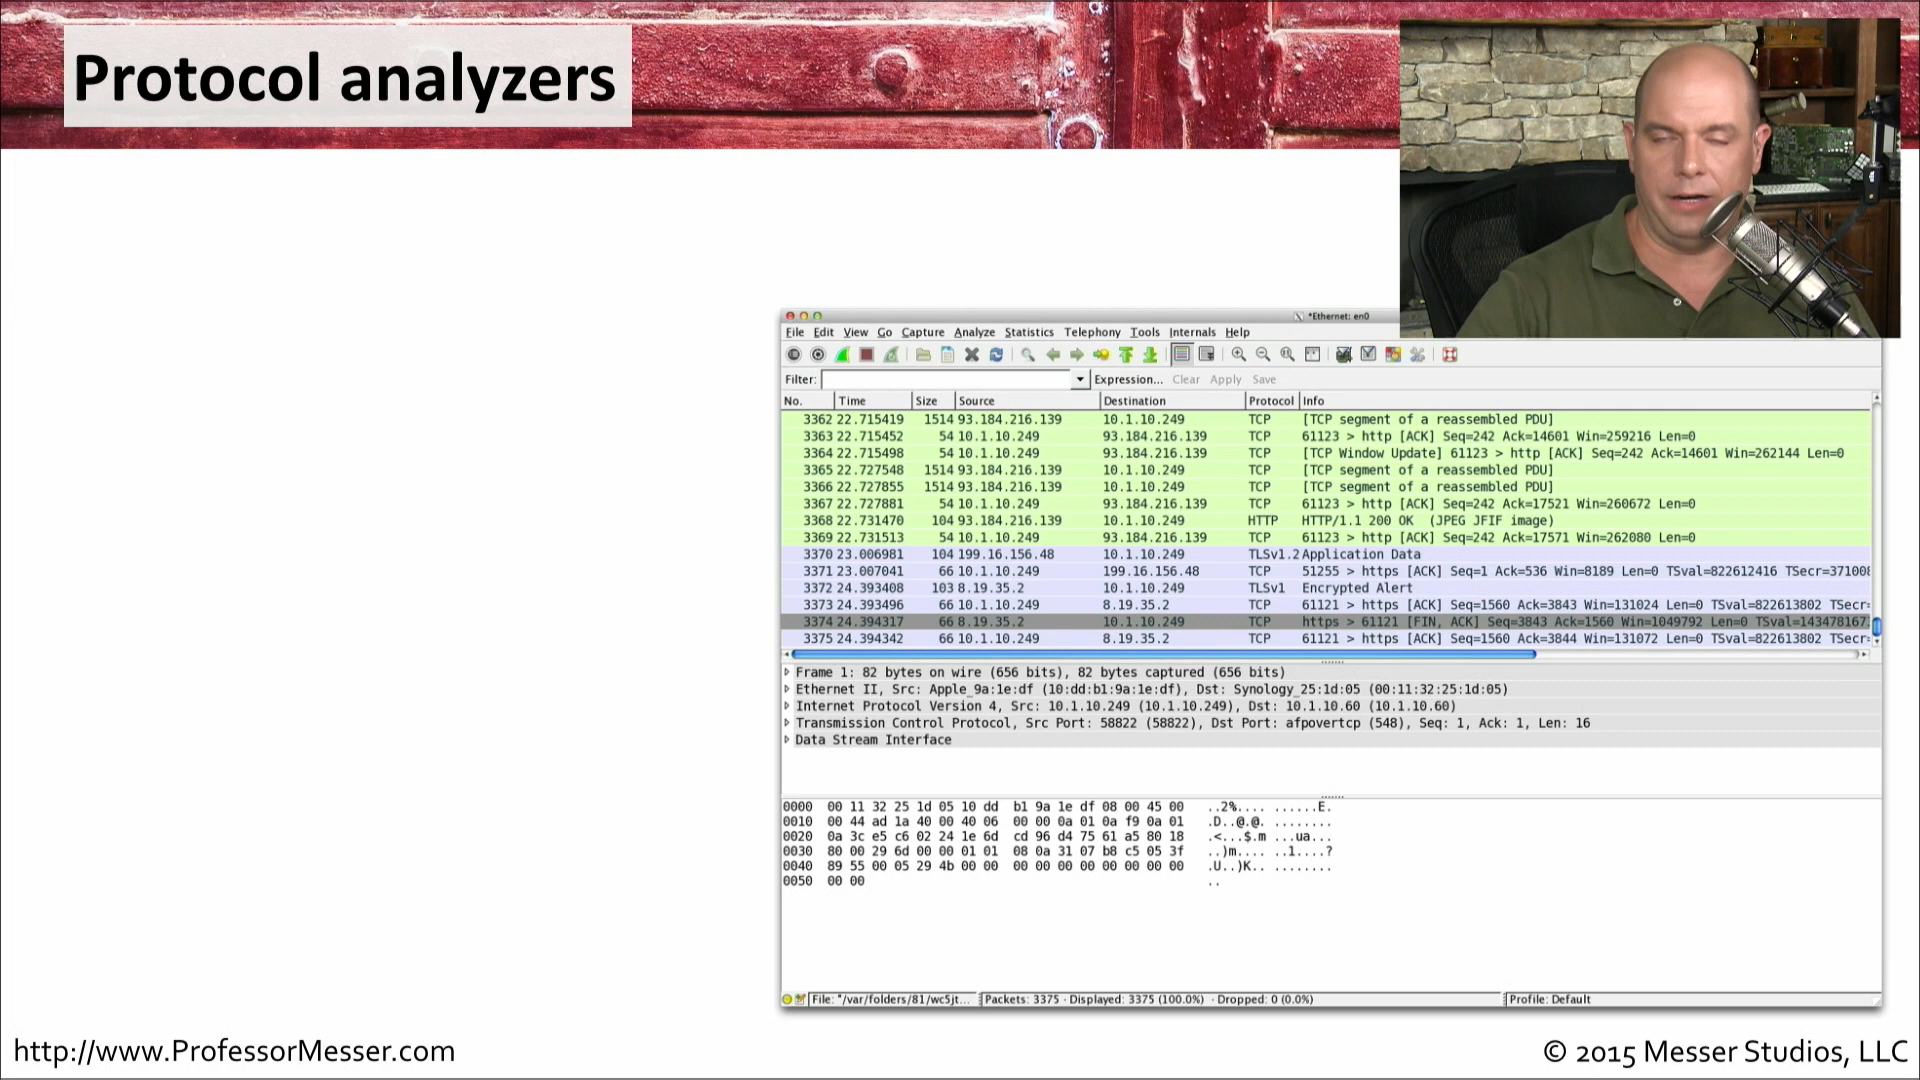 Protocol analyzers
*Ethernet: en0
File Edit View Go Capture Analyze Statistics Telephony Tools Internals Help
Filter: Expression... Clear Apply Save
No. Time Size Source Destination Protocol Info
3362 22.715419 1514 93.184.216.139 10.1.10.249 TCP [TCP segment of a reassembled PDU]
3363 22.715452 54 10.1.10.249 93.184.216.139 TCP 61123 > http [ACK] Seq=242 Ack=14601 Win=259216 Len=0
3364 22.715498 54 10.1.10.249 93.184.216.139 TCP [TCP Window Update] 61123 > http [ACK] Seq=242 Ack=14601 Win=262144 Len=0
3365 22.727548 1514 93.184.216.139 10.1.10.249 TCP [TCP segment of a reassembled PDU]
3366 22.727855 1514 93.184.216.139 10.1.10.249 TCP [TCP segment of a reassembled PDU]
3367 22.727881 54 10.1.10.249 93.184.216.139 TCP 61123 > http [ACK] Seq=242 Ack=17521 Win=260672 Len=0
3368 22.731470 104 93.184.216.139 10.1.10.249 HTTP HTTP/1.1 200 OK (JPEG JFIF image)
3369 22.731513 54 10.1.10.249 93.184.216.139 TCP 61123 > http [ACK] Seq=242 Ack=17571 Win=262080 Len=0
3370 23.006981 104 199.16.156.48 10.1.10.249 TLSv1.2 Application Data
3371 23.007041 66 10.1.10.249 199.16.156.48 TCP 51255 > https [ACK] Seq=1 Ack=536 Win=8189 Len=0 TSval=822612416 TSecr=371008
3372 24.393408 103 8.19.35.2 10.1.10.249 TLSv1 Encrypted Alert
3373 24.393496 66 10.1.10.249 8.19.35.2 TCP 61121 > https [ACK] Seq=1560 Ack=3843 Win=131024 Len=0 TSval=822613802 TSecr=
3374 24.394317 66 8.19.35.2 10.1.10.249 TCP https > 61121 [FIN, ACK] Seq=3843 Ack=1560 Win=1049792 Len=0 TSval=143478167
3375 24.394342 66 10.1.10.249 8.19.35.2 TCP 61121 > https [ACK] Seq=1560 Ack=3844 Win=131072 Len=0 TSval=822613802 TSecr=
Frame 1: 82 bytes on wire (656 bits), 82 bytes captured (656 bits)
Ethernet II, Src: Apple_9a:1e:df (10:dd:b1:9a:1e:df), Dst: Synology_25:1d:05 (00:11:32:25:1d:05)
Internet Protocol Version 4, Src: 10.1.10.249 (10.1.10.249), Dst: 10.1.10.60 (10.1.10.60)
Transmission Control Protocol, Src Port: 58822 (58822), Dst Port: afpovertcp (548), Seq: 1, Ack: 1, Len: 16
Data Stream Interface
0000 00 11 32 25 1d 05 10 dd b1 9a 1e df 08 00 45 00 ..2%.... ......E.
0010 00 44 ad 1a 40 00 40 06 00 00 0a 01 0a f9 0a 01 .D..@.@. ........
0020 0a 3c e5 c6 02 24 1e 6d cd 96 d4 75 61 a5 80 18 .<...$.m ...ua...
0030 80 00 29 6d 00 00 01 01 08 0a 31 07 b8 c5 05 3f ..)m.... ..1....?
0040 89 55 00 05 29 4b 00 00 00 00 00 00 00 00 00 00 .U..)K.. ........
0050 00 00 ..
File: "/var/folders/81/wc5jt... Packets: 3375 · Displayed: 3375 (100.0%) · Dropped: 0 (0.0%) Profile: Default
http://www.ProfessorMesser.com
© 2015 Messer Studios, LLC